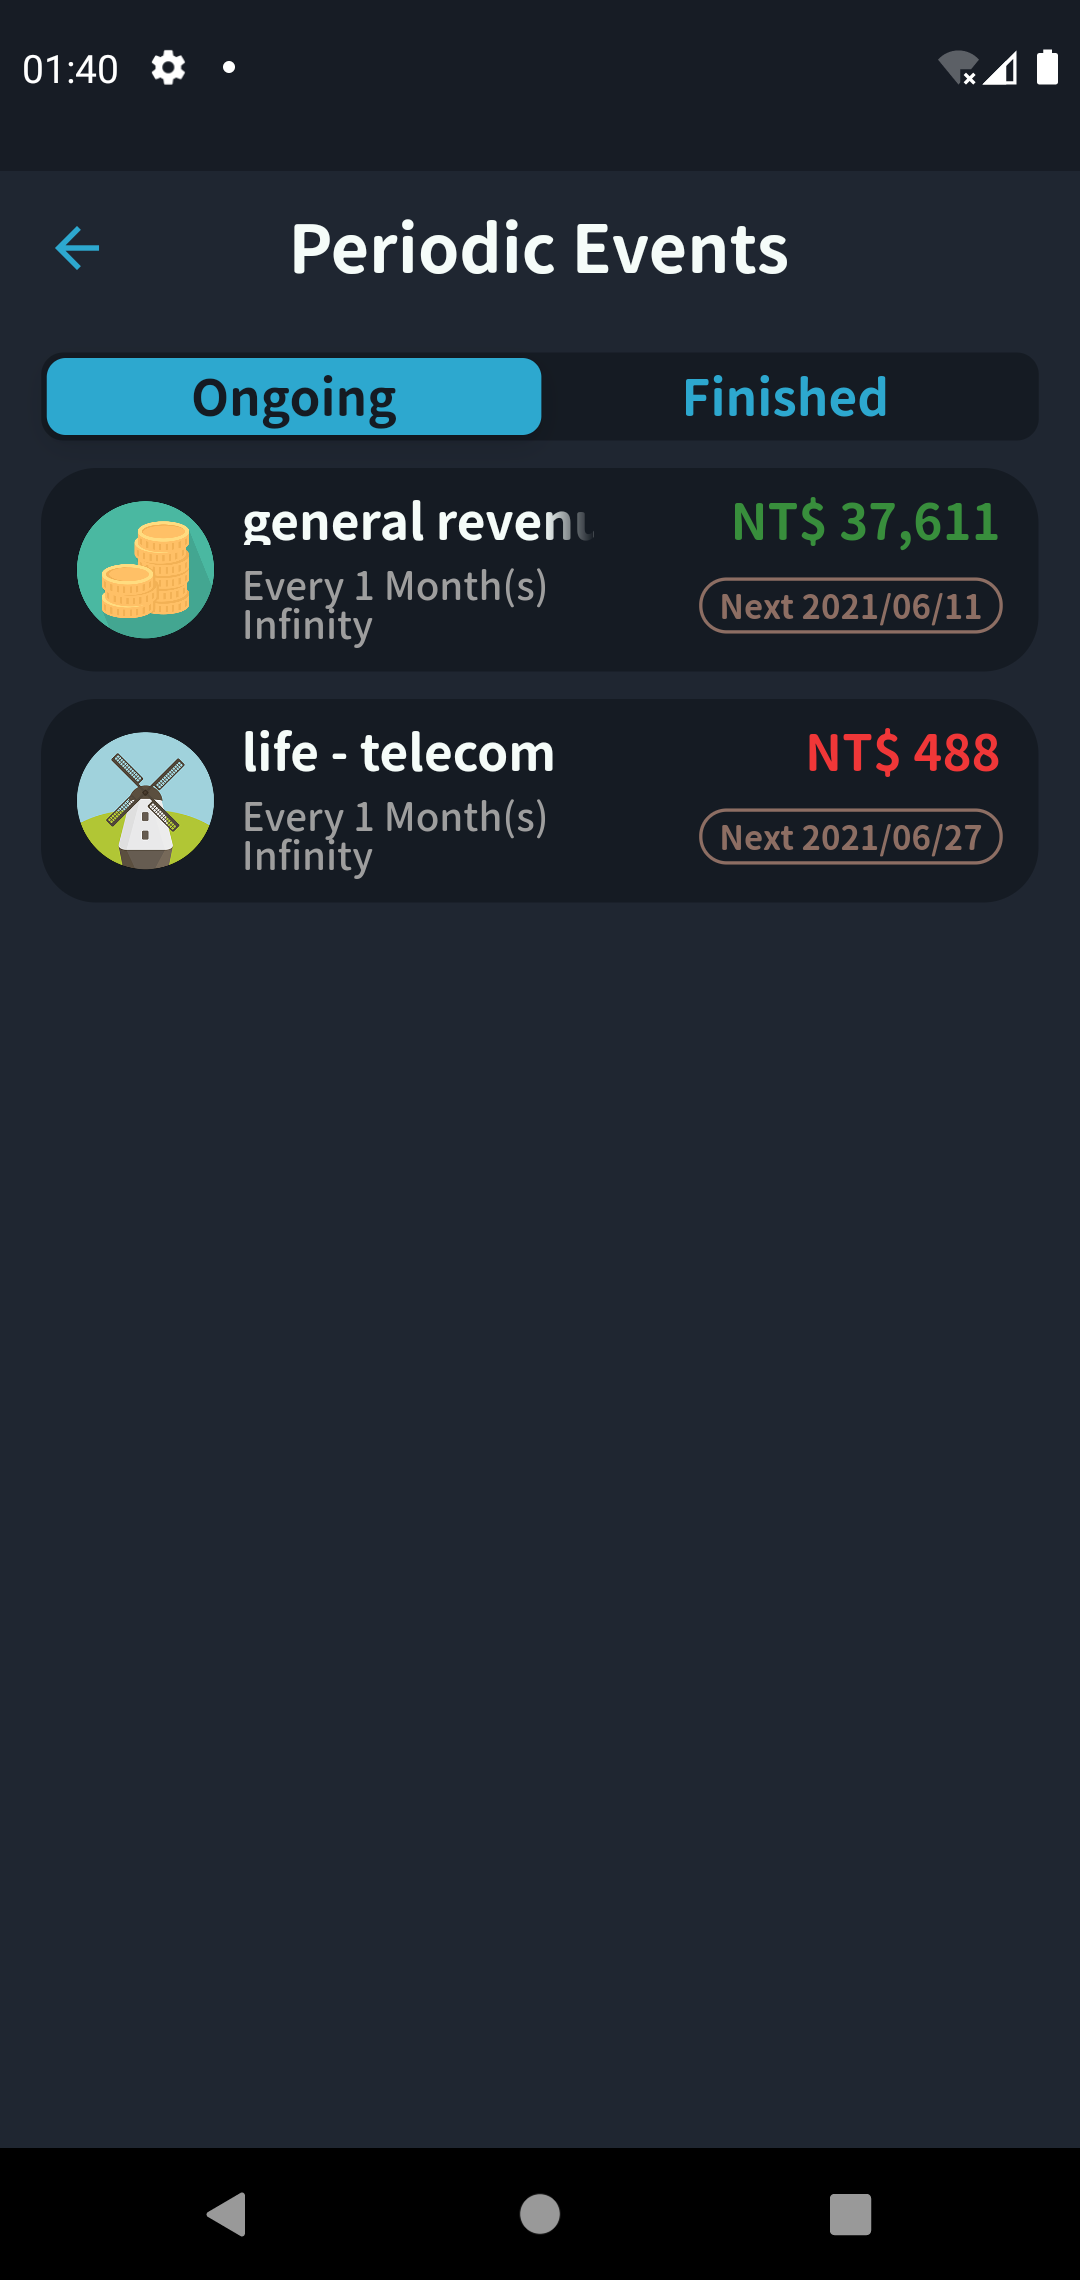 01:40
Periodic Events
Ongoing
Finished
general revenu
NT$ 37,611
Every 1 Month(s)
Infinity
Next 2021/06/11
life - telecom
NT$ 488
Every 1 Month(s)
Infinity
Next 2021/06/27